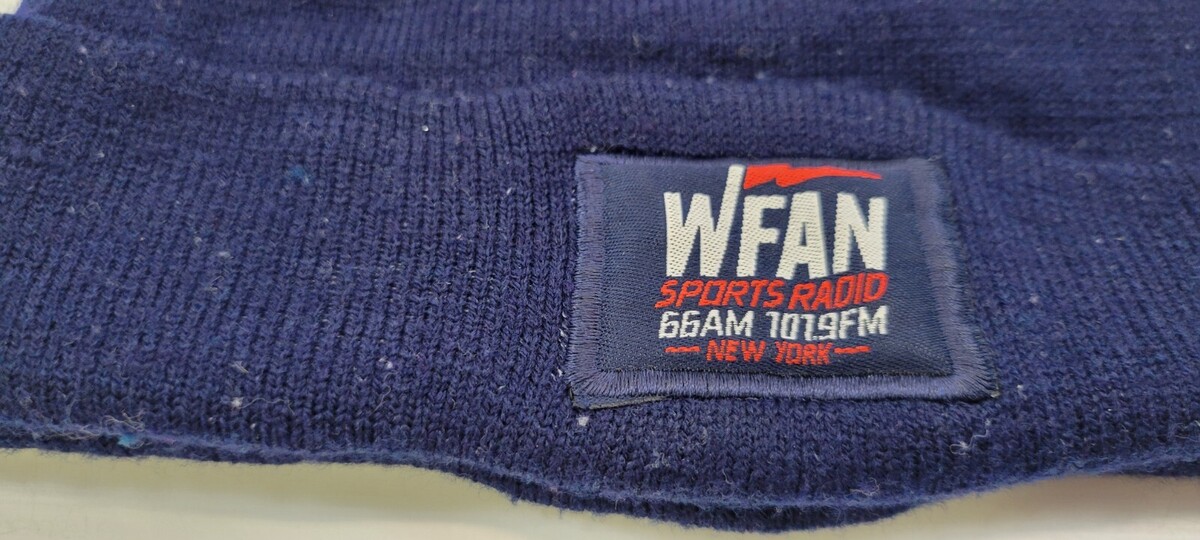 WFAN
SPORTS RADIO
66AM 101.9FM
NEW YORK